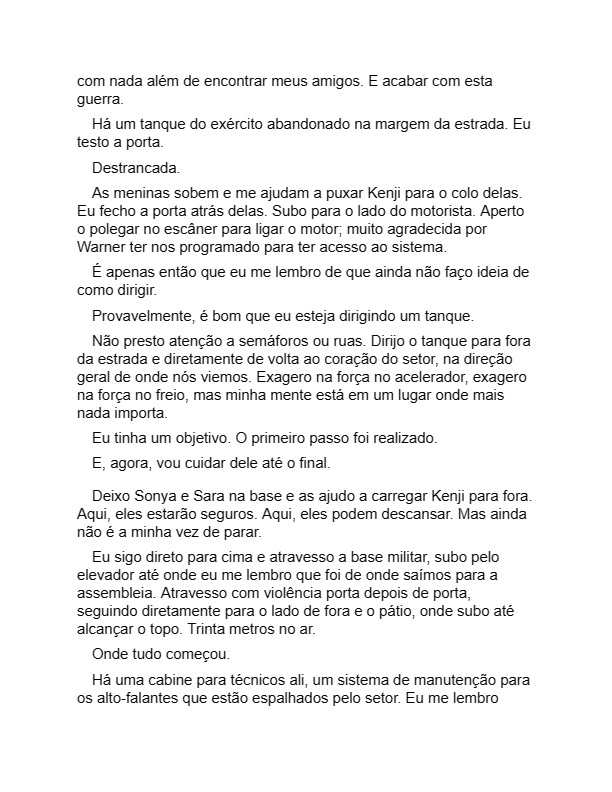 com nada além de encontrar meus amigos. E acabar com esta
guerra.
Há um tanque do exército abandonado na margem da estrada. Eu
testo a porta.
Destrancada.
As meninas sobem e me ajudam a puxar Kenji para o colo delas.
Eu fecho a porta atrás delas. Subo para o lado do motorista. Aperto
o polegar no escâner para ligar o motor; muito agradecida por
Warner ter nos programado para ter acesso ao sistema.
É apenas então que eu me lembro de que ainda não faço ideia de
como dirigir.
Provavelmente, é bom que eu esteja dirigindo um tanque.
Não presto atenção a semáforos ou ruas. Dirijo o tanque para fora
da estrada e diretamente de volta ao coração do setor, na direção
geral de onde nós viemos. Exagero na força no acelerador, exagero
na força no freio, mas minha mente está em um lugar onde mais
nada importa.
Eu tinha um objetivo. O primeiro passo foi realizado.
E, agora, vou cuidar dele até o final.
Deixo Sonya e Sara na base e as ajudo a carregar Kenji para fora.
Aqui, eles estarão seguros. Aqui, eles podem descansar. Mas ainda
não é a minha vez de parar.
Eu sigo direto para cima e atravesso a base militar, subo pelo
elevador até onde eu me lembro que foi de onde saímos para a
assembleia. Atravesso com violência porta depois de porta,
seguindo diretamente para o lado de fora e o pátio, onde subo até
alcançar o topo. Trinta metros no ar.
Onde tudo começou.
Há uma cabine para técnicos ali, um sistema de manutenção para
os alto-falantes que estão espalhados pelo setor. Eu me lembro